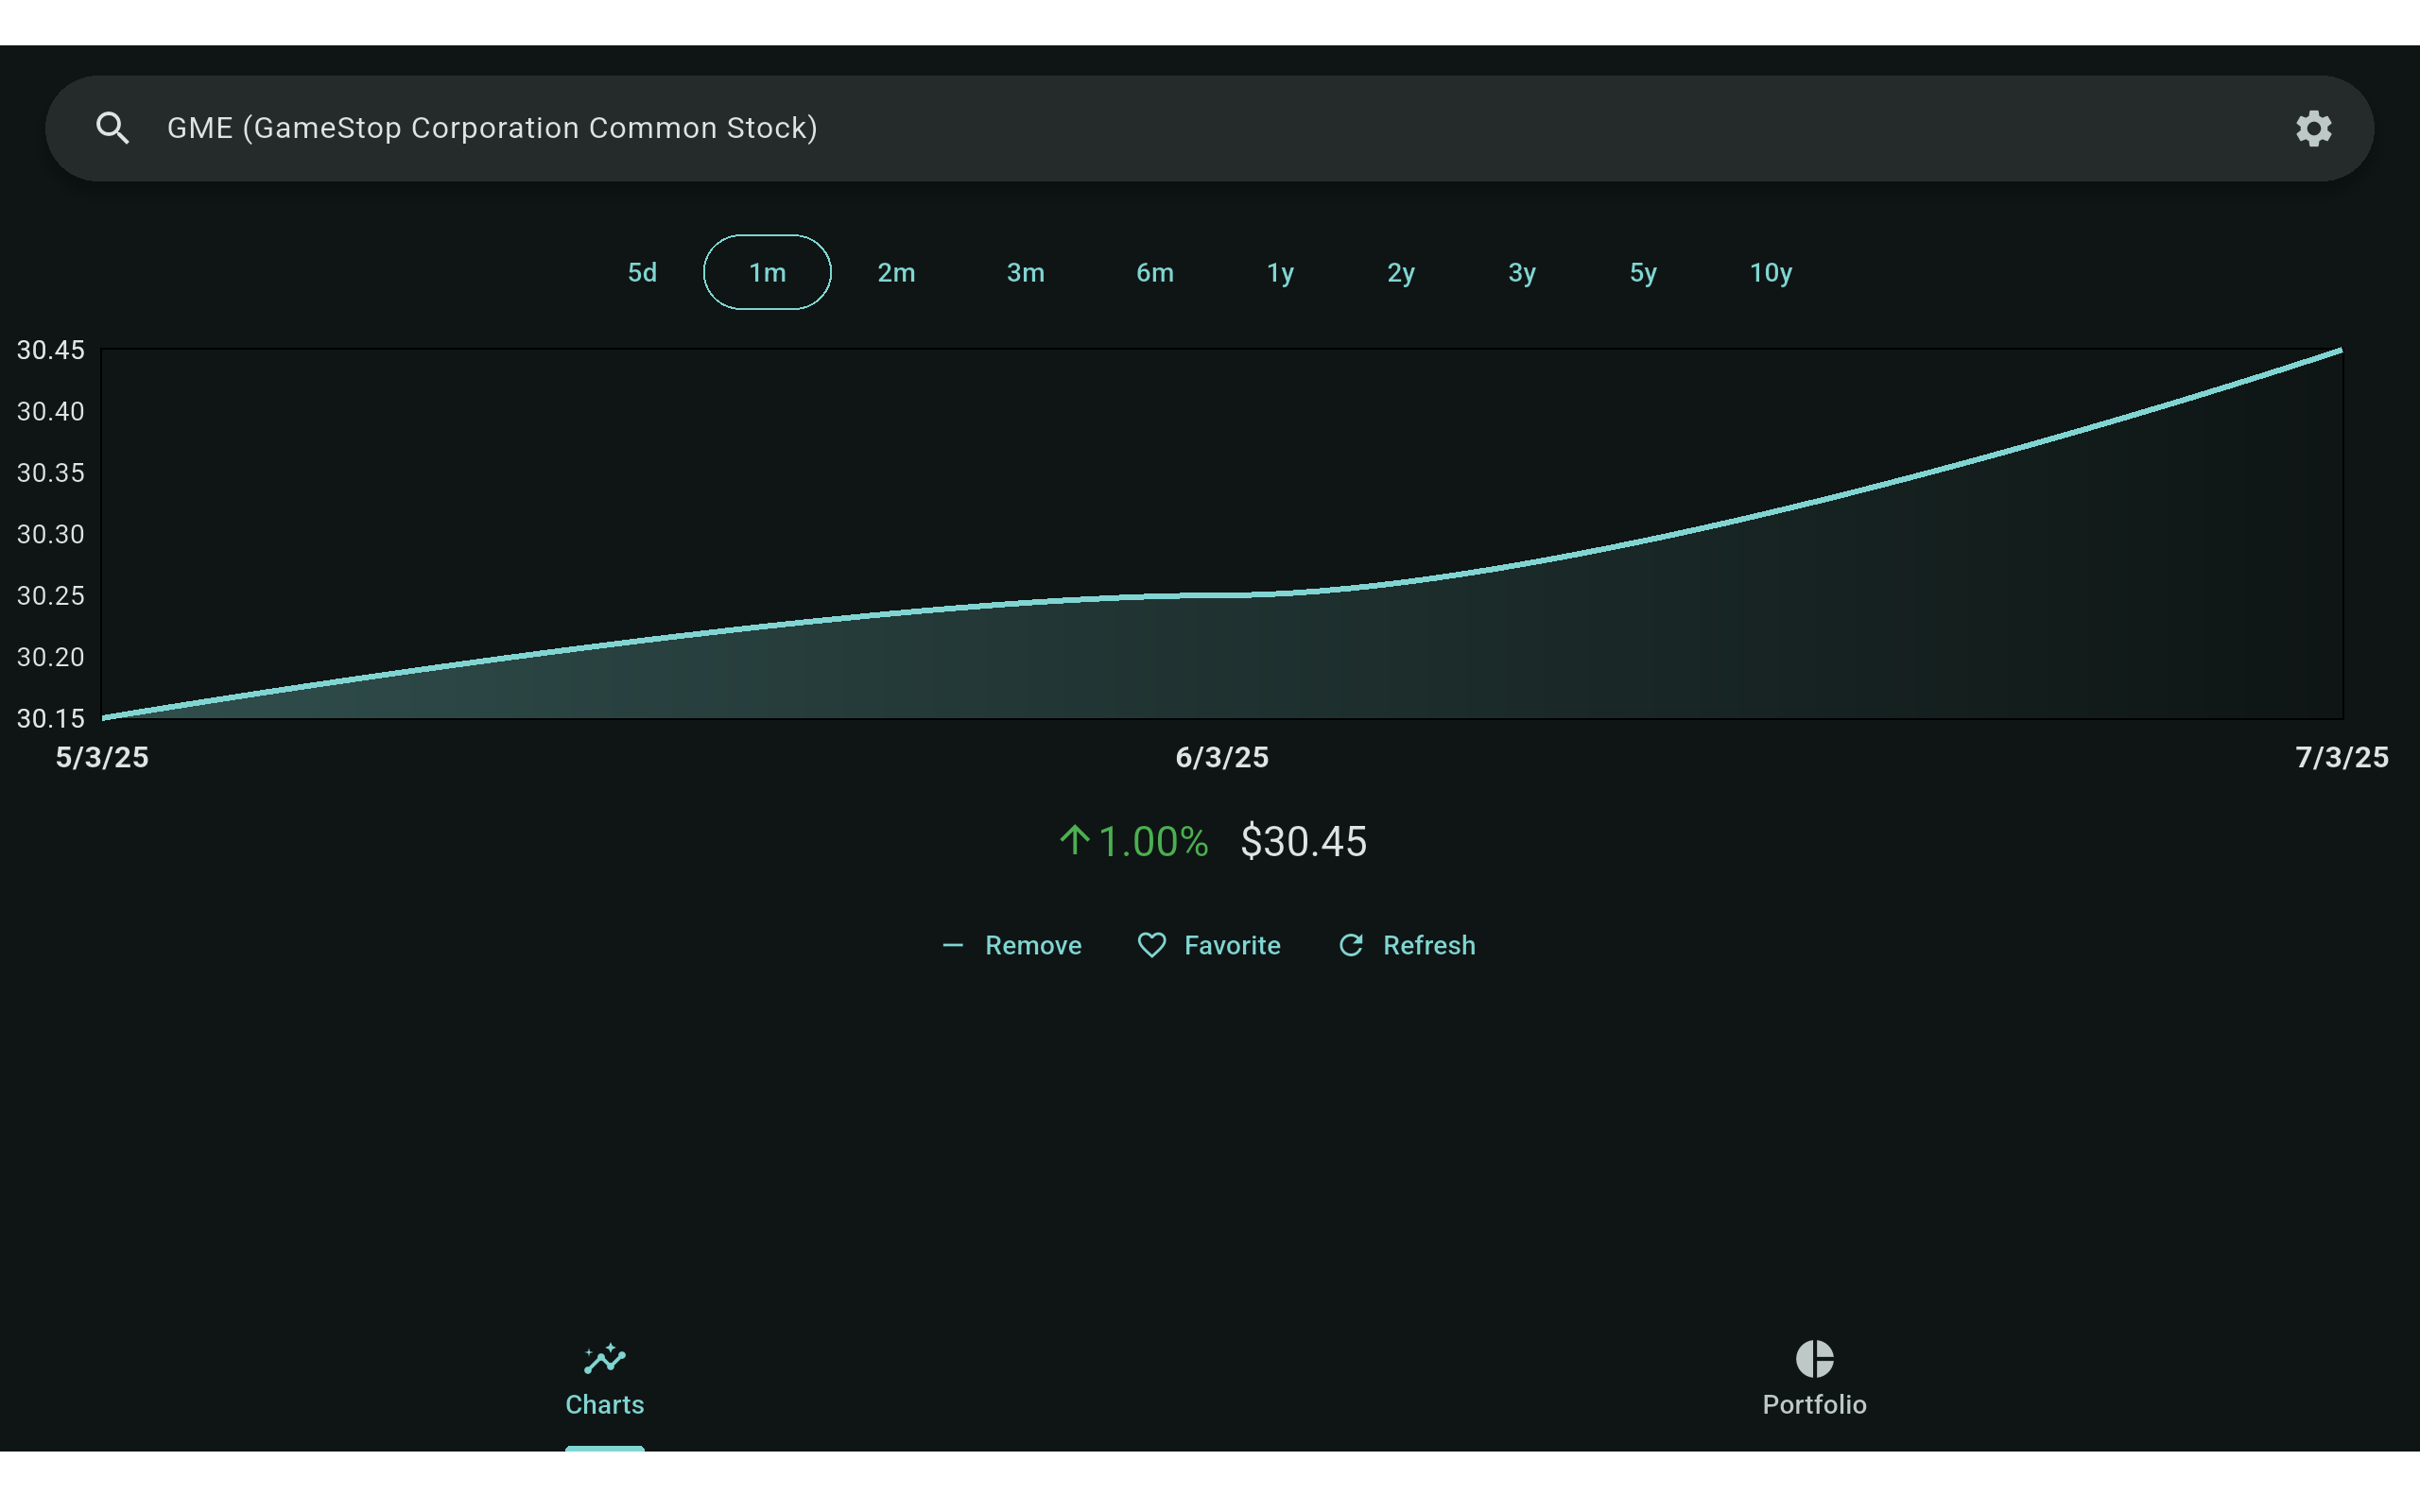 GME (GameStop Corporation Common Stock)
5d 1m 2m 3m 6m 1y 2y 3y 5y 10y
30.45
30.40
30.35
30.30
30.25
30.20
30.15
5/3/25 6/3/25 7/3/25
1.00% $30.45
Remove Favorite Refresh
Charts Portfolio